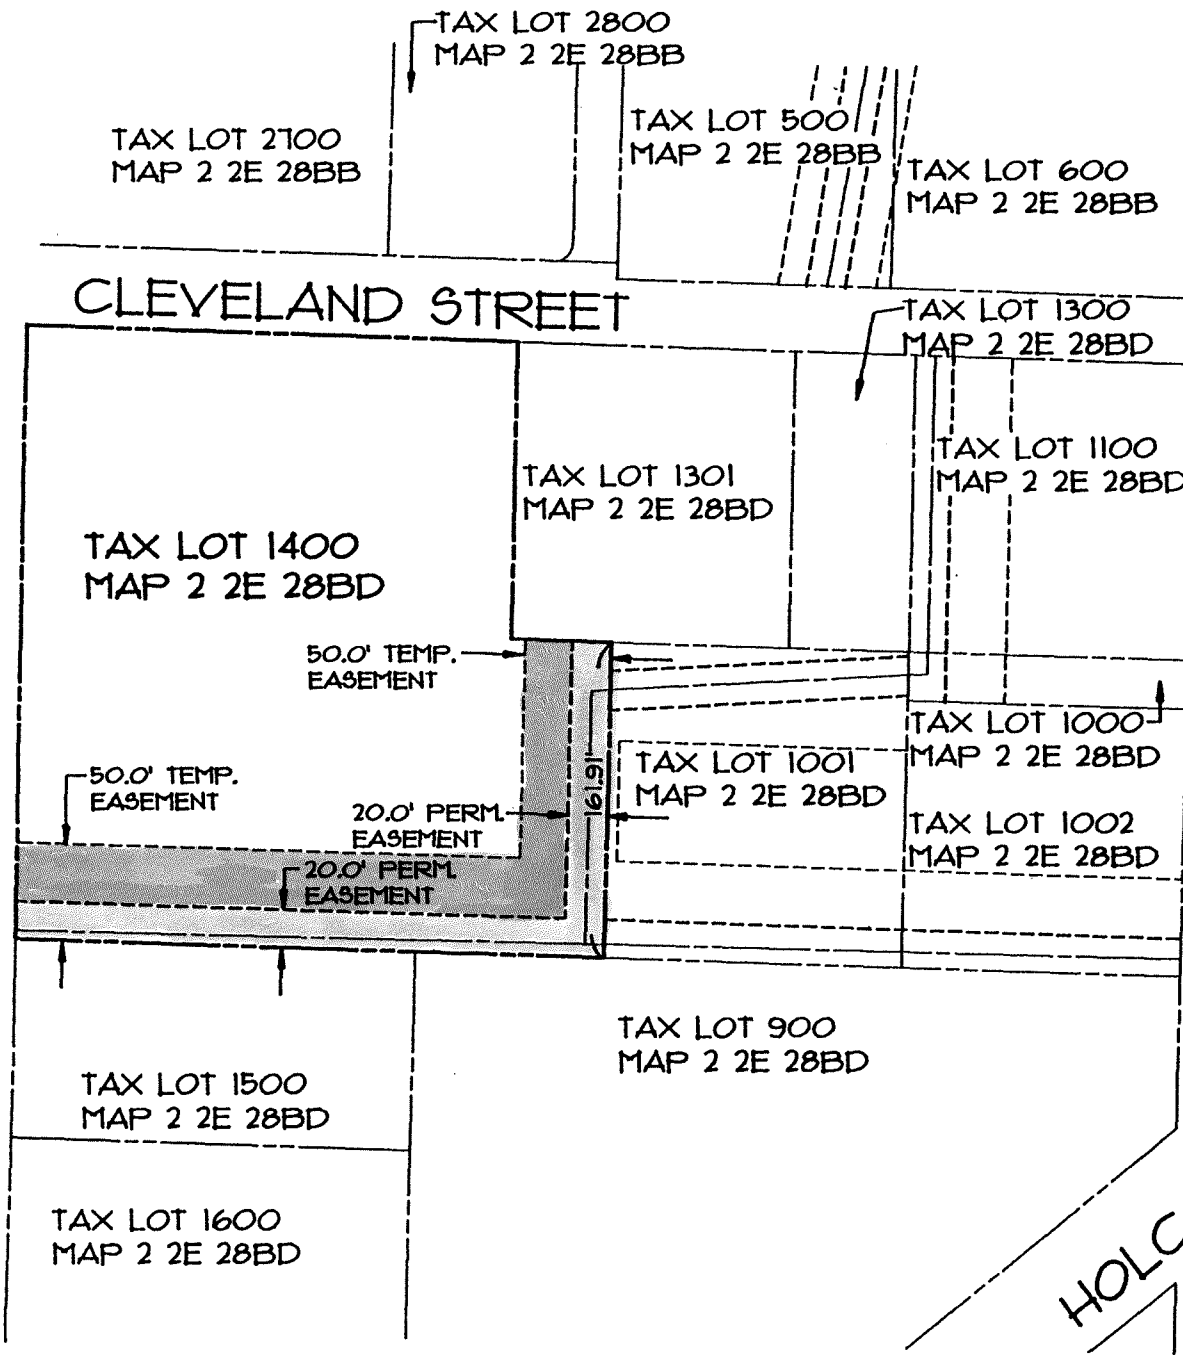 TAX LOT 2800
MAP 2 2E 28BB
TAX LOT 2700
MAP 2 2E 28BB
TAX LOT 500
MAP 2 2E 28BB
TAX LOT 600
MAP 2 2E 28BB
CLEVELAND STREET
TAX LOT 1300
MAP 2 2E 28BD
TAX LOT 1301
MAP 2 2E 28BD
TAX LOT 1100
MAP 2 2E 28BD
TAX LOT 1400
MAP 2 2E 28BD
50.0' TEMP.
EASEMENT
50.0' TEMP.
EASEMENT
20.0' PERM.
EASEMENT
20.0' PERM.
EASEMENT
161.91'
TAX LOT 1001
MAP 2 2E 28BD
TAX LOT 1000
MAP 2 2E 28BD
TAX LOT 1002
MAP 2 2E 28BD
TAX LOT 900
MAP 2 2E 28BD
TAX LOT 1500
MAP 2 2E 28BD
TAX LOT 1600
MAP 2 2E 28BD
HOLC